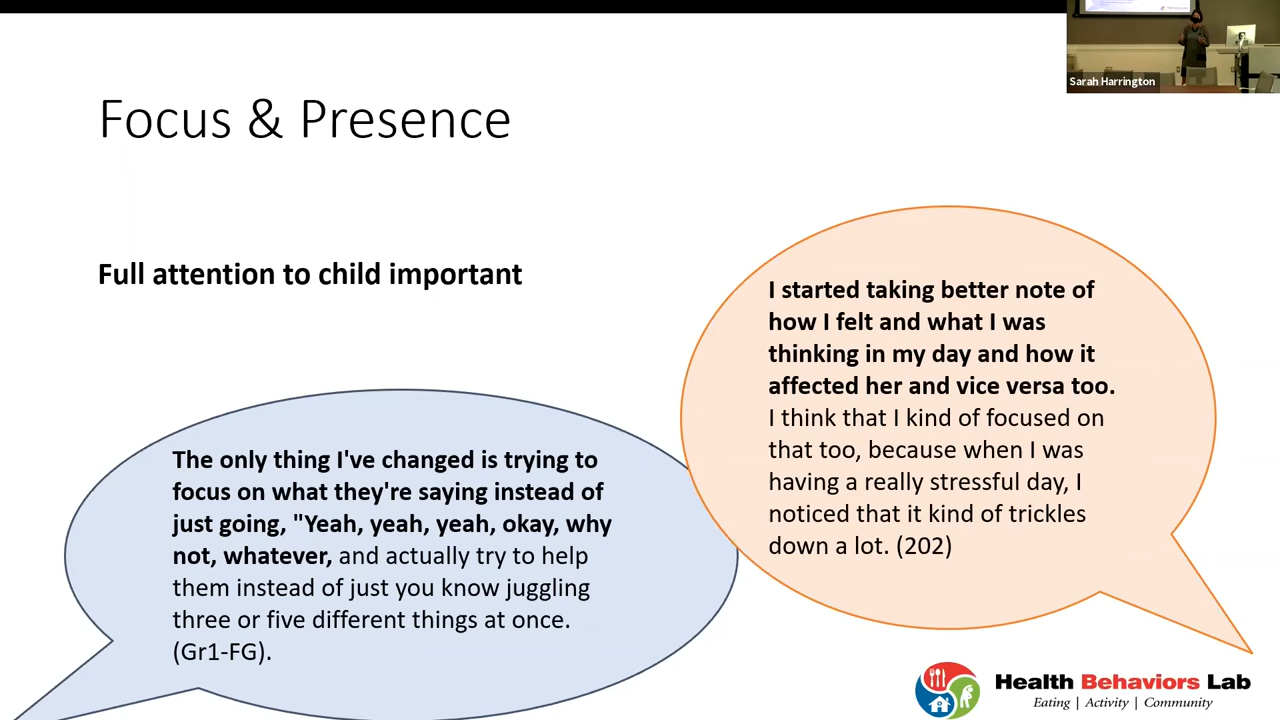 Sarah Harrington
Focus & Presence
Full attention to child important
I started taking better note of
how I felt and what I was
thinking in my day and how it
affected her and vice versa too.
I think that I kind of focused on
that too, because when I was
having a really stressful day, I
noticed that it kind of trickles
down a lot. (202)
The only thing I've changed is trying to
focus on what they're saying instead of
just going, "Yeah, yeah, yeah, okay, why
not, whatever, and actually try to help
them instead of just you know juggling
three or five different things at once.
(Gr1-FG).
Health Behaviors Lab
Eating | Activity | Community